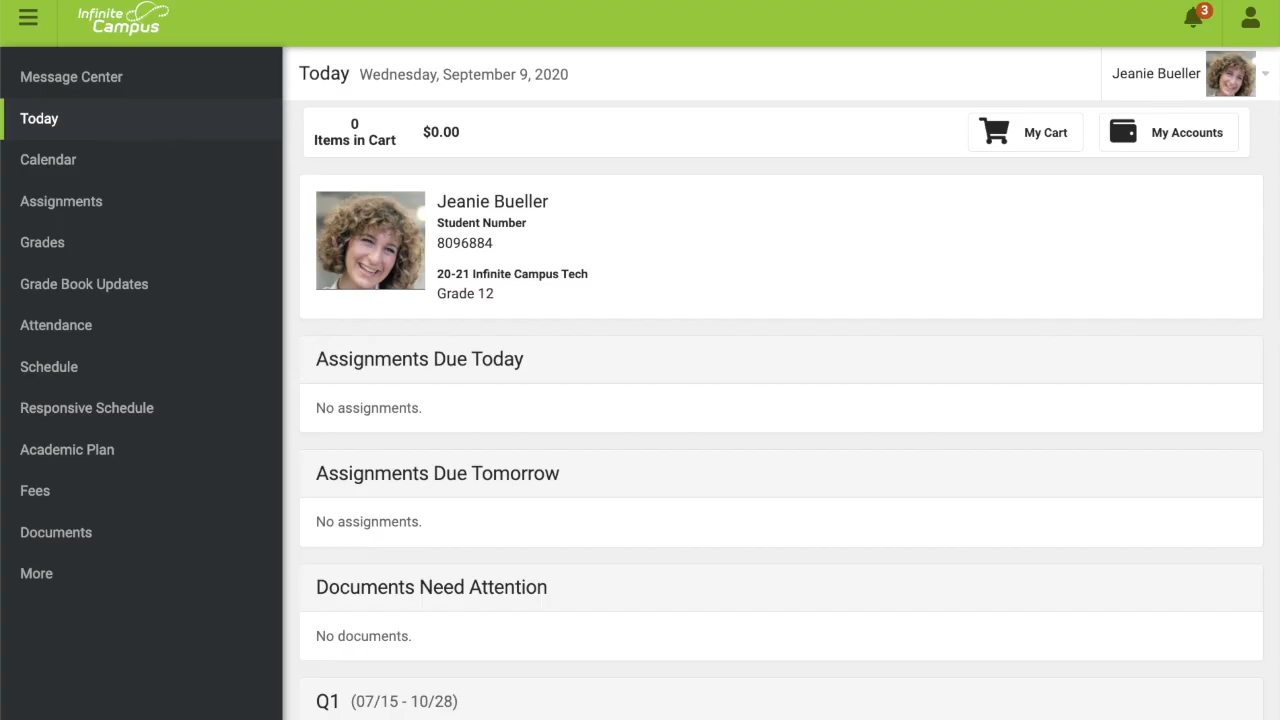 Infinite
Campus
3
Message Center
Today
Calendar
Assignments
Grades
Grade Book Updates
Attendance
Schedule
Responsive Schedule
Academic Plan
Fees
Documents
More
Today Wednesday, September 9, 2020
Jeanie Bueller
0
Items in Cart
$0.00
My Cart
My Accounts
Jeanie Bueller
Student Number
8096884
20-21 Infinite Campus Tech
Grade 12
Assignments Due Today
No assignments.
Assignments Due Tomorrow
No assignments.
Documents Need Attention
No documents.
Q1 (07/15 - 10/28)